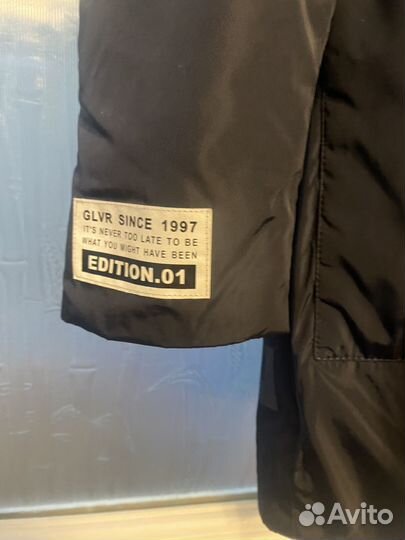 GLVR SINCE 1997
IT'S NEVER TOO LATE TO BE
WHAT YOU MIGHT HAVE BEEN
EDITION.01
Avito